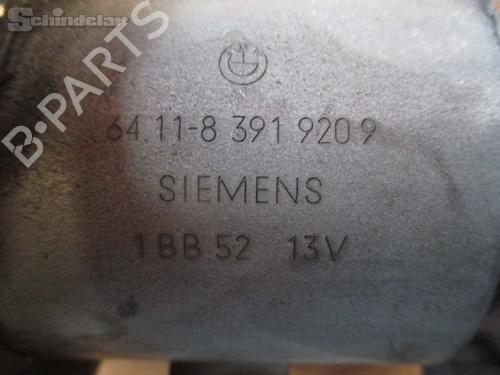 Schindelar
B-PARTS
64.11-8 391 920 9
SIEMENS
1 BB 52 13V